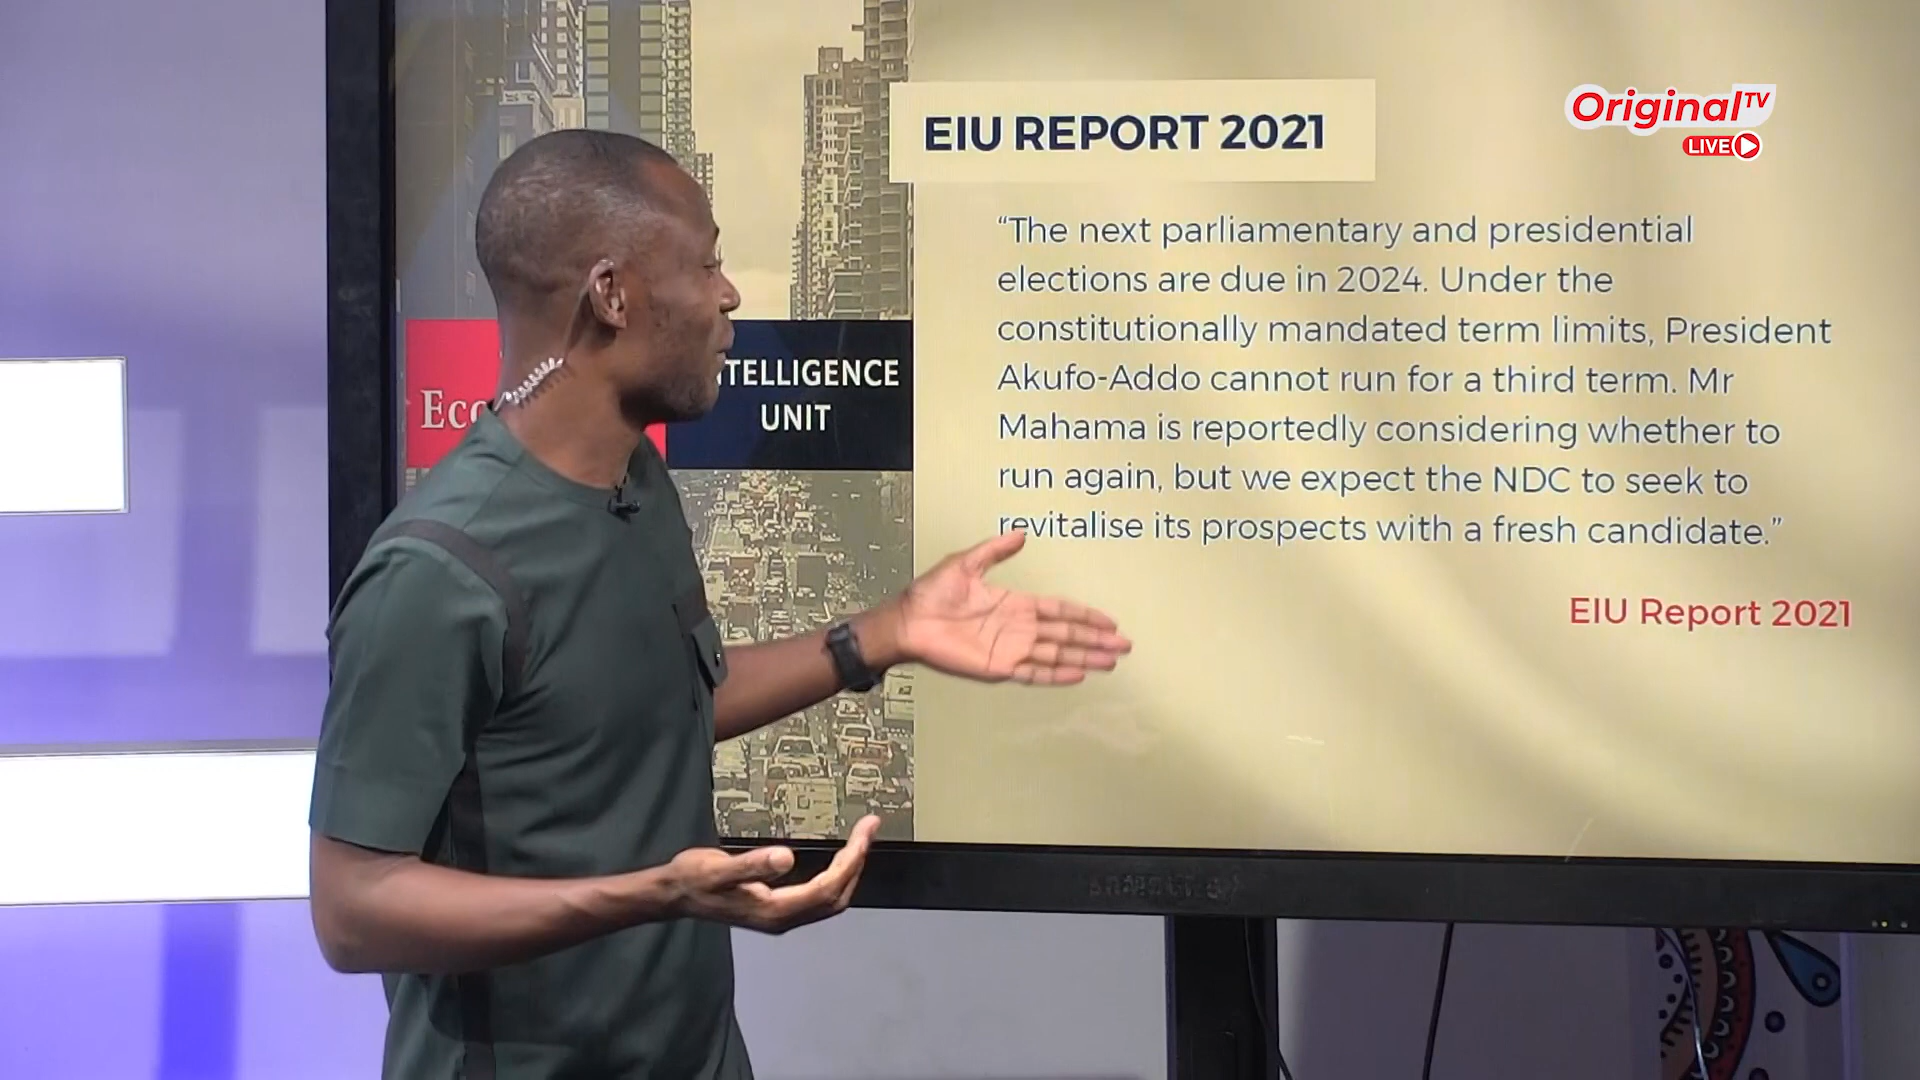 Original TV
LIVE
EIU REPORT 2021
“The next parliamentary and presidential
elections are due in 2024. Under the
constitutionally mandated term limits, President
Akufo-Addo cannot run for a third term. Mr
Mahama is reportedly considering whether to
run again, but we expect the NDC to seek to
revitalise its prospects with a fresh candidate.”
EIU Report 2021
UNIT